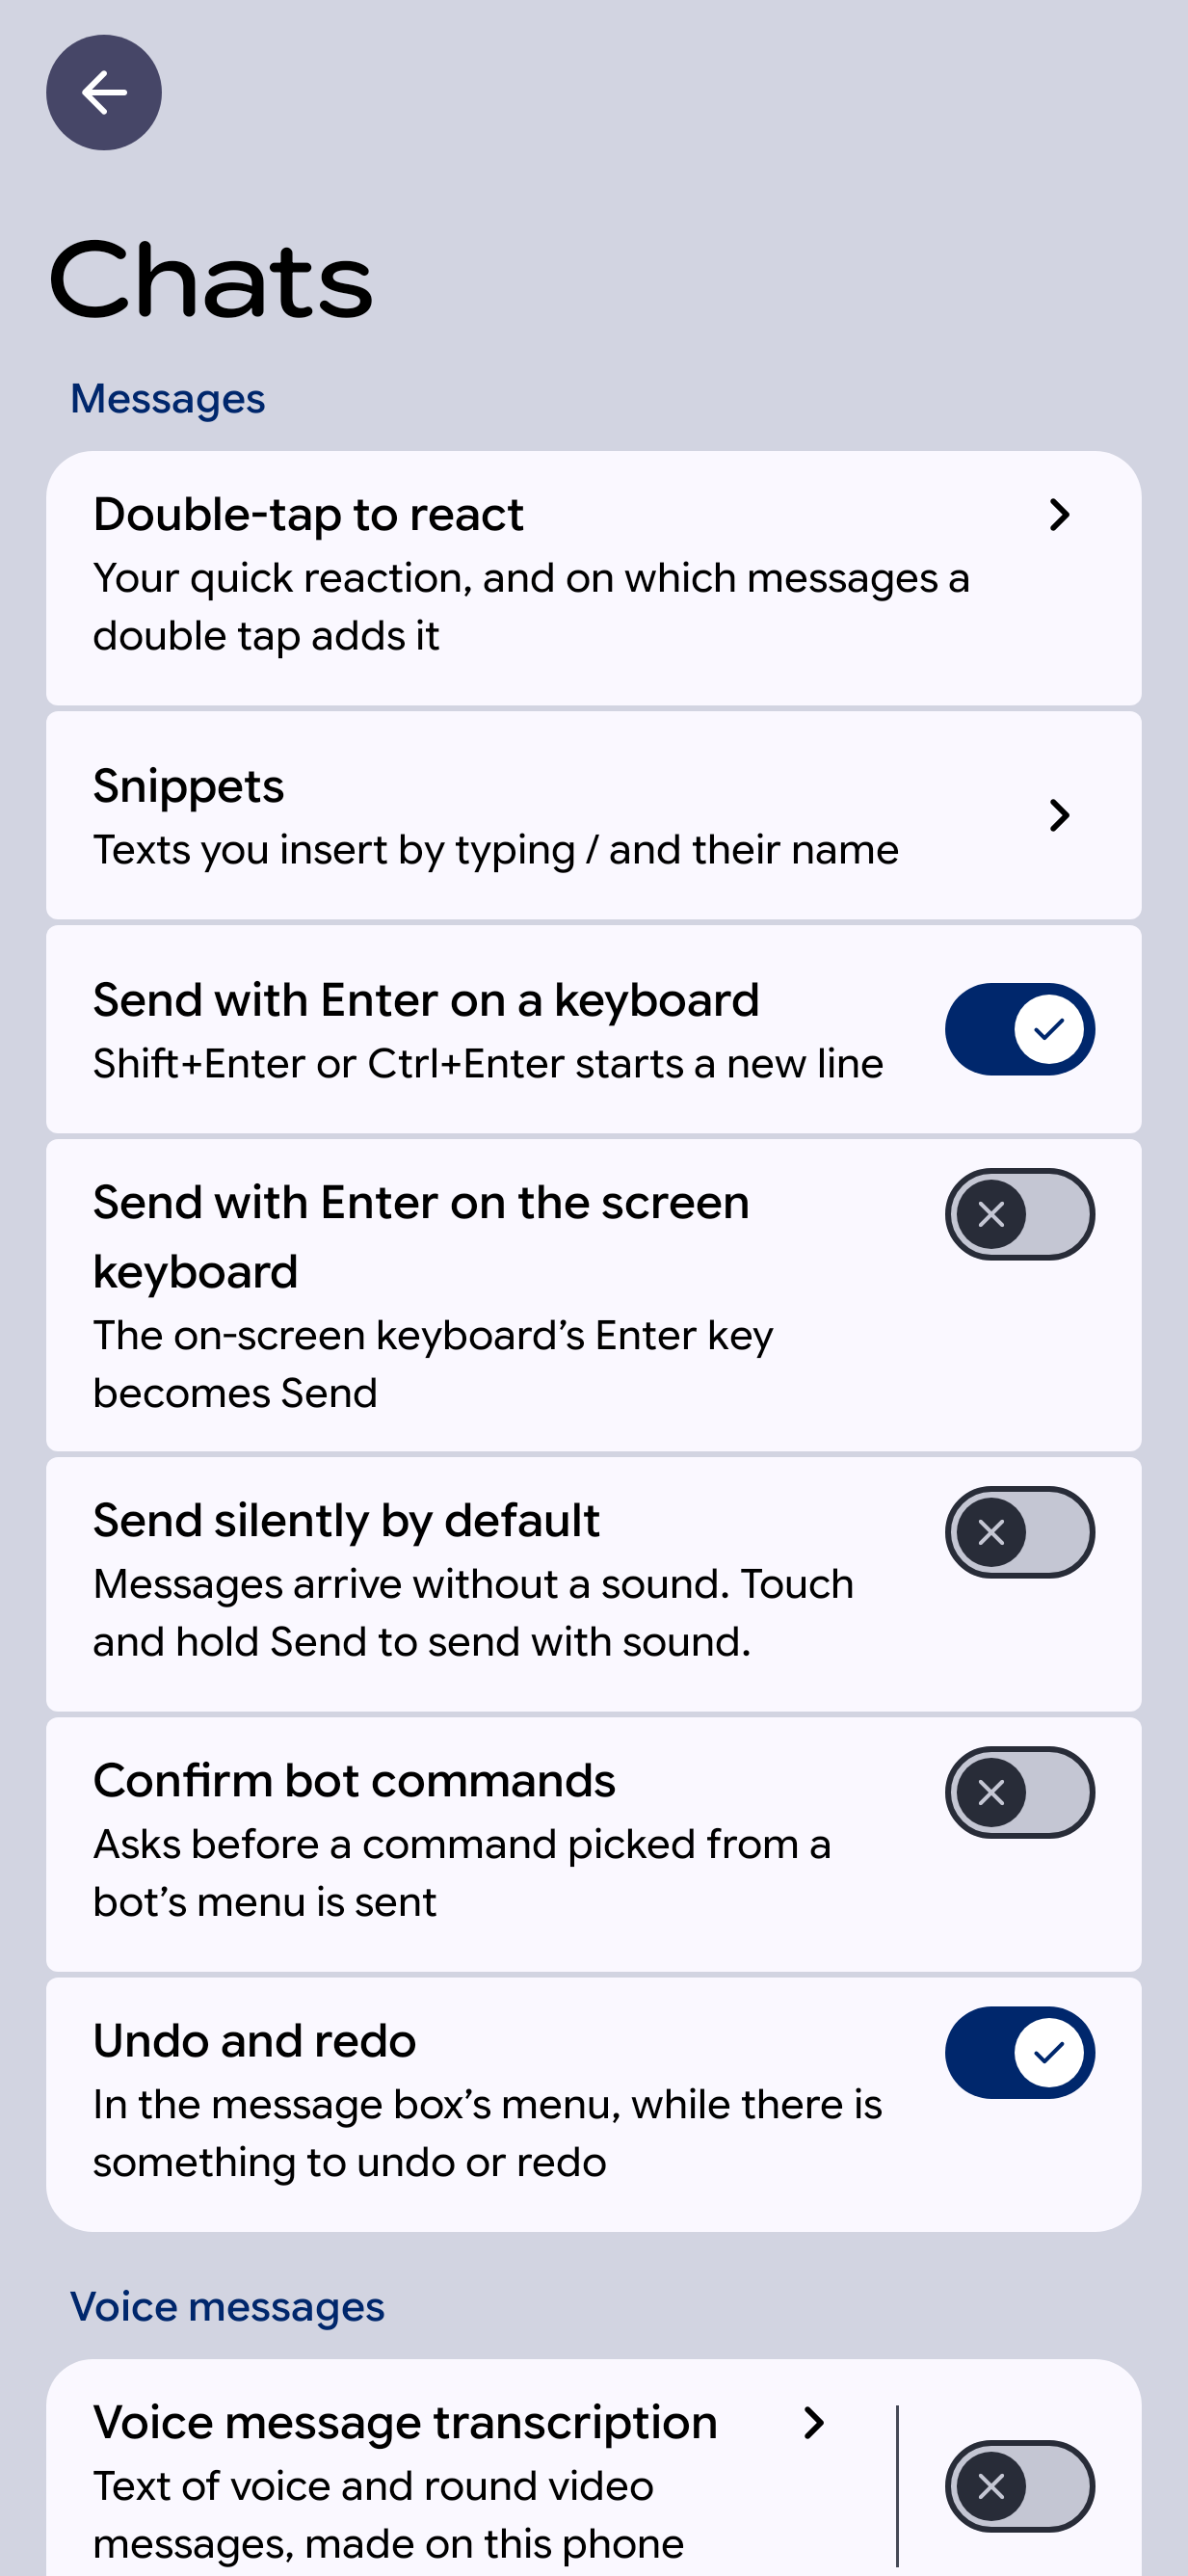 Chats
Messages
Double-tap to react
Your quick reaction, and on which messages a
double tap adds it
Snippets
Texts you insert by typing / and their name
Send with Enter on a keyboard
Shift+Enter or Ctrl+Enter starts a new line
Send with Enter on the screen
keyboard
The on-screen keyboard’s Enter key
becomes Send
Send silently by default
Messages arrive without a sound. Touch
and hold Send to send with sound.
Confirm bot commands
Asks before a command picked from a
bot’s menu is sent
Undo and redo
In the message box’s menu, while there is
something to undo or redo
Voice messages
Voice message transcription
Text of voice and round video
messages, made on this phone